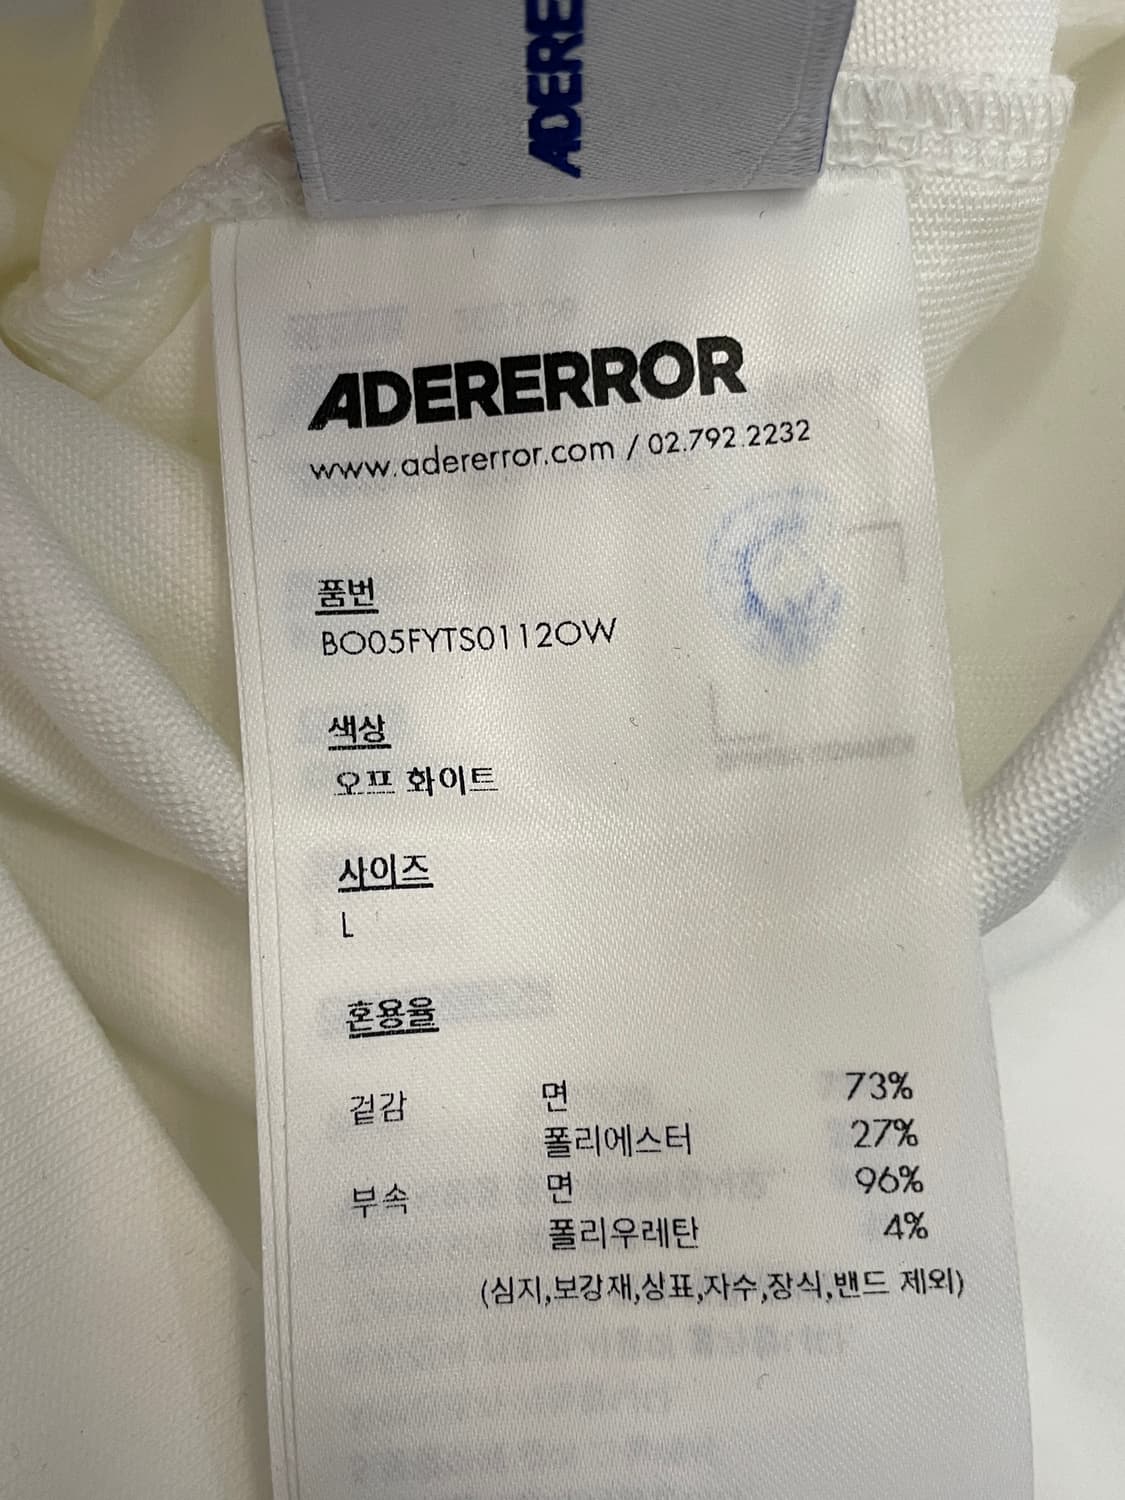 ADERE
ADERERROR
www.adererror.com / 02.792.2232
품번
BO05FYTS0112OW
색상
오프 화이트
사이즈
L
혼용율
겉감 면 73%
폴리에스터 27%
부속 면 96%
폴리우레탄 4%
(심지,보강재,상표,자수,장식,밴드 제외)